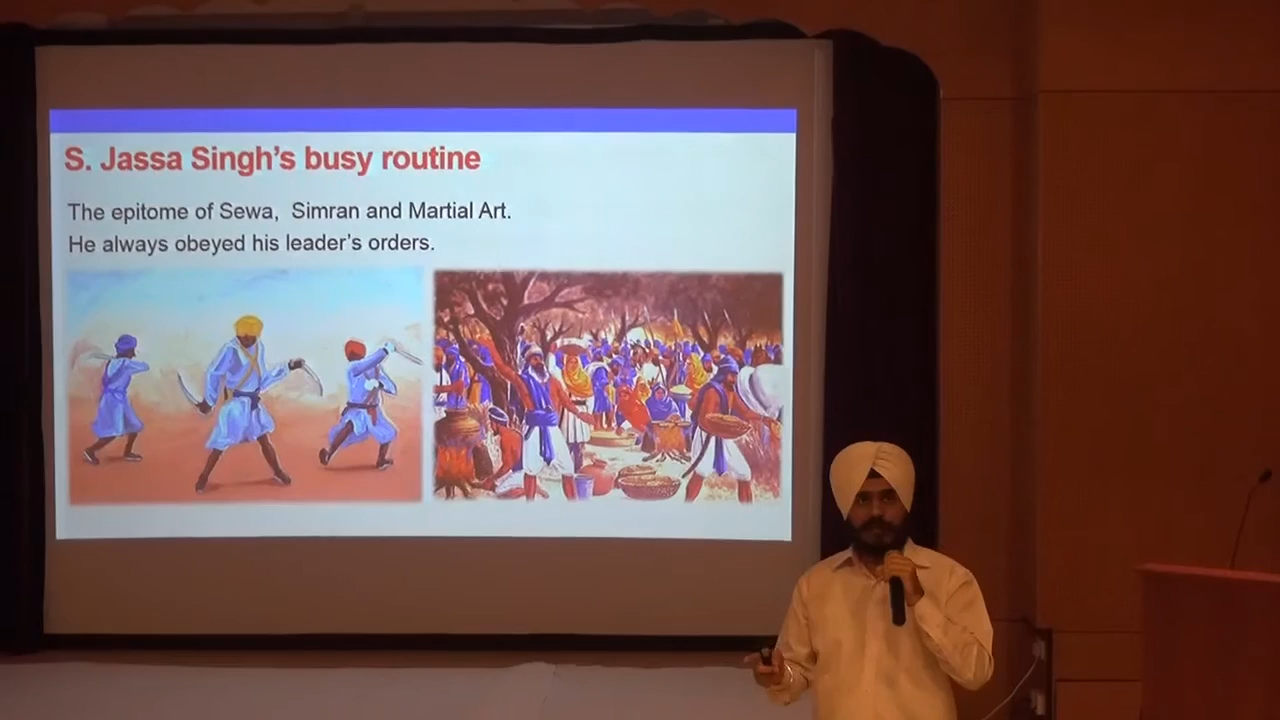 S. Jassa Singh’s busy routine
The epitome of Sewa, Simran and Martial Art.
He always obeyed his leader’s orders.